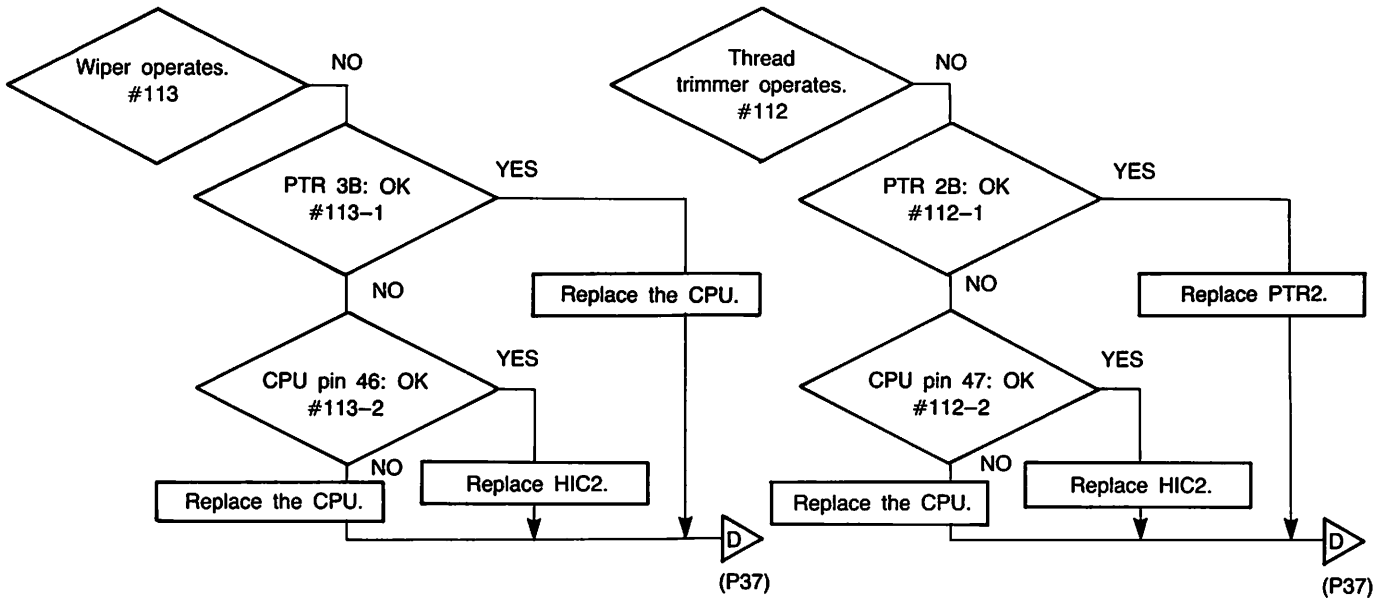 Wiper operates.
#113
NO
PTR 3B: OK
#113-1
YES
NO
Replace the CPU.
CPU pin 46: OK
#113-2
YES
NO
Replace the CPU.
Replace HIC2.
D
(P37)
Thread
trimmer operates.
#112
NO
PTR 2B: OK
#112-1
YES
NO
Replace PTR2.
CPU pin 47: OK
#112-2
YES
NO
Replace the CPU.
Replace HIC2.
D
(P37)